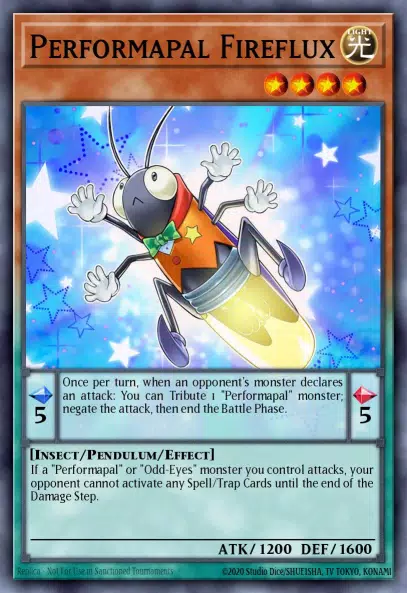 Performapal Fireflux
LIGHT
光
Once per turn, when an opponent's monster declares
an attack: You can Tribute 1 "Performapal" monster;
negate the attack, then end the Battle Phase.
5
5
[Insect/Pendulum/Effect]
If a "Performapal" or "Odd-Eyes" monster you control attacks, your
opponent cannot activate any Spell/Trap Cards until the end of the
Damage Step.
ATK/1200 DEF/1600
Replica - Not For Use in Sanctioned Tournaments
©2020 Studio Dice/SHUEISHA, TV TOKYO, KONAMI